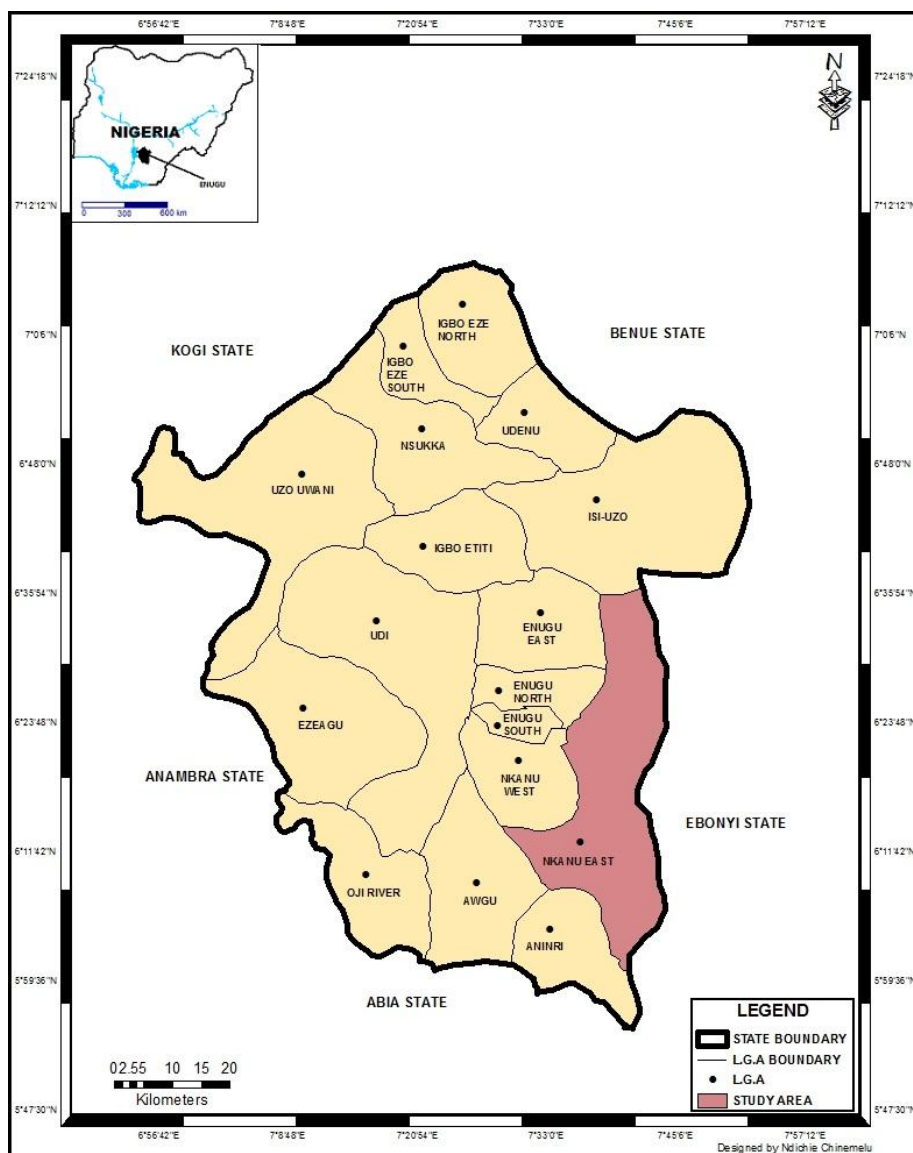 6°56'42"E 7°8'48"E 7°20'54"E 7°33'0"E 7°45'6"E 7°57'12"E
7°24'18"N 7°24'18"N
N
NIGERIA
ENUGU
0 300 600 km
7°12'12"N 7°12'12"N
7°0'6"N 7°0'6"N
KOGI STATE
BENUE STATE
IGBO EZE
NORTH
IGBO
EZE
SOUTH
UDENU
NSUKKA
6°48'0"N 6°48'0"N
UZO UWANI
ISI-UZO
IGBO ETITI
6°35'54"N 6°35'54"N
UDI
ENUGU
EAST
ENUGU
NORTH
EZEAGU
ENUGU
SOUTH
6°23'48"N 6°23'48"N
ANAMBRA STATE
NKANU
WEST
EBONYI STATE
6°11'42"N 6°11'42"N
NKANU EAST
OJI RIVER
AWGU
ANINRI
5°59'36"N 5°59'36"N
ABIA STATE
LEGEND
STATE BOUNDARY
L.G.A BOUNDARY
L.G.A
STUDY AREA
02.55 10 15 20
Kilometers
5°47'30"N 5°47'30"N
6°56'42"E 7°8'48"E 7°20'54"E 7°33'0"E 7°45'6"E 7°57'12"E
Designed by Ndichie Chinemelu